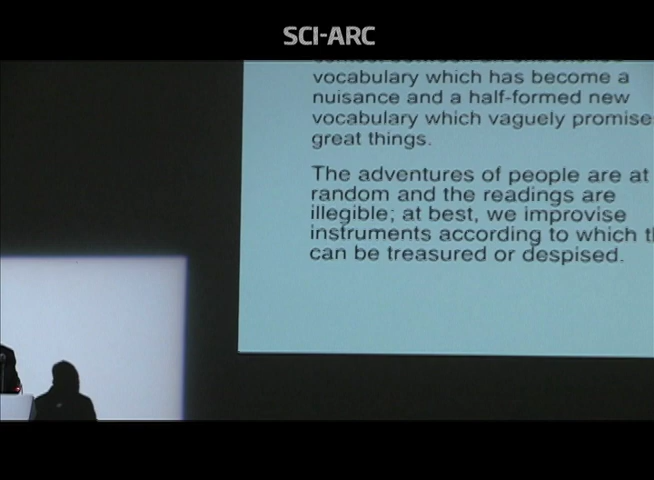 SCI-ARC
vocabulary which has become a
nuisance and a half-formed new
vocabulary which vaguely promise
great things.
The adventures of people are at
random and the readings are
illegible; at best, we improvise
instruments according to which
can be treasured or despised.